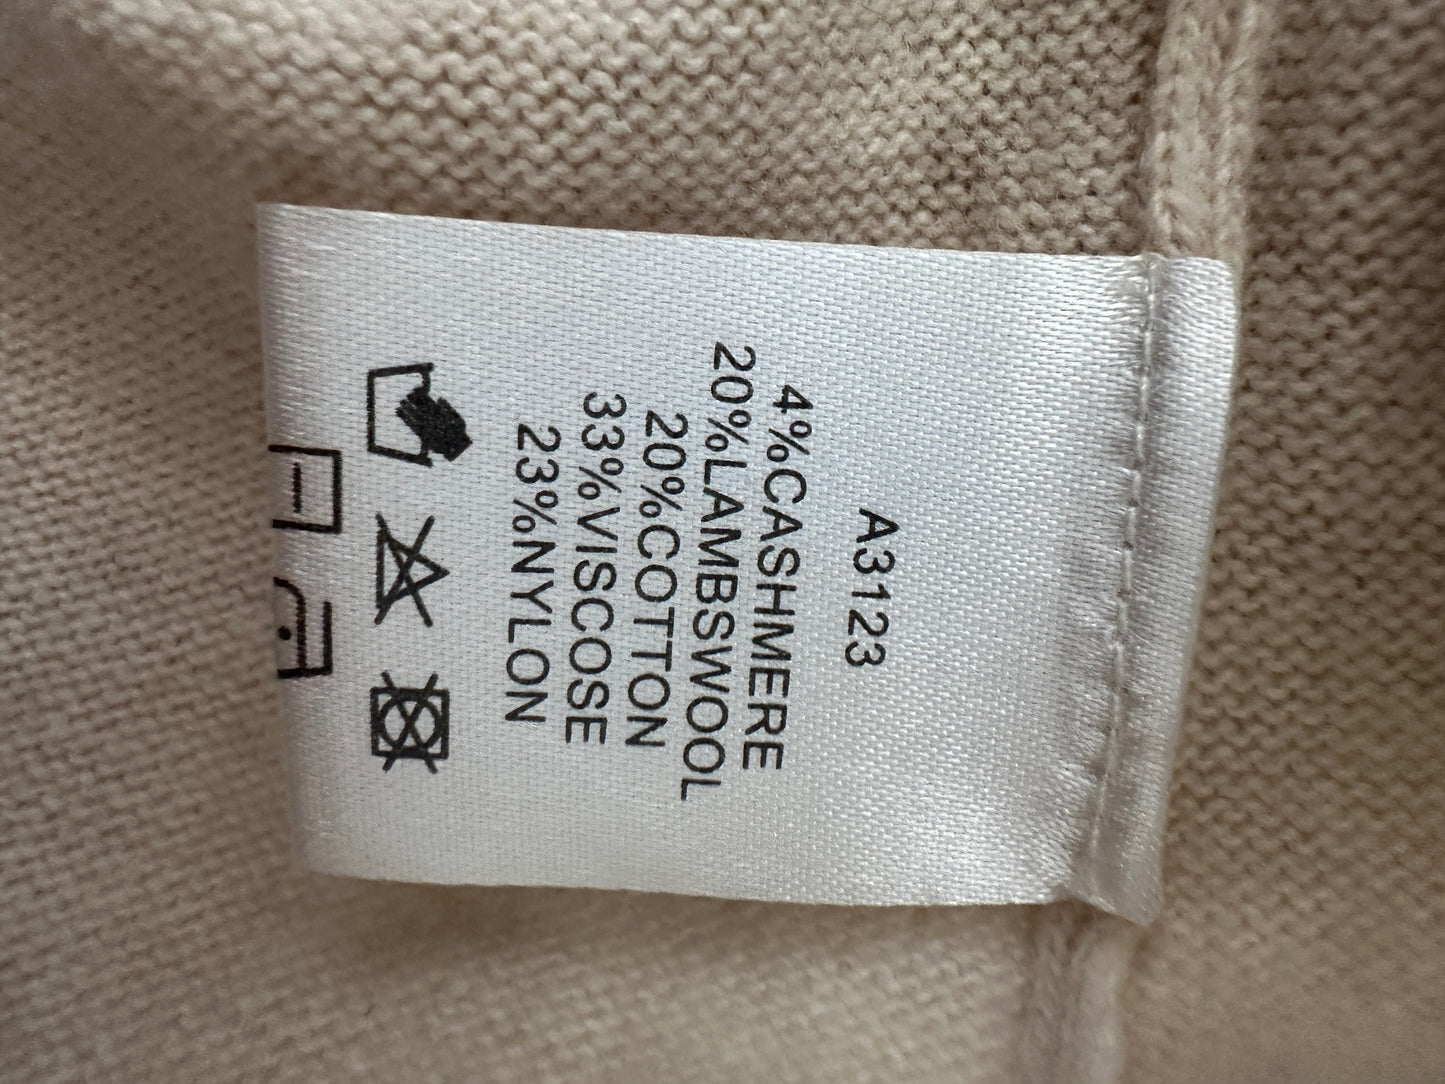 A3123
4%CASHMERE
20%LAMBSWOOL
20%COTTON
33%VISCOSE
23%NYLON